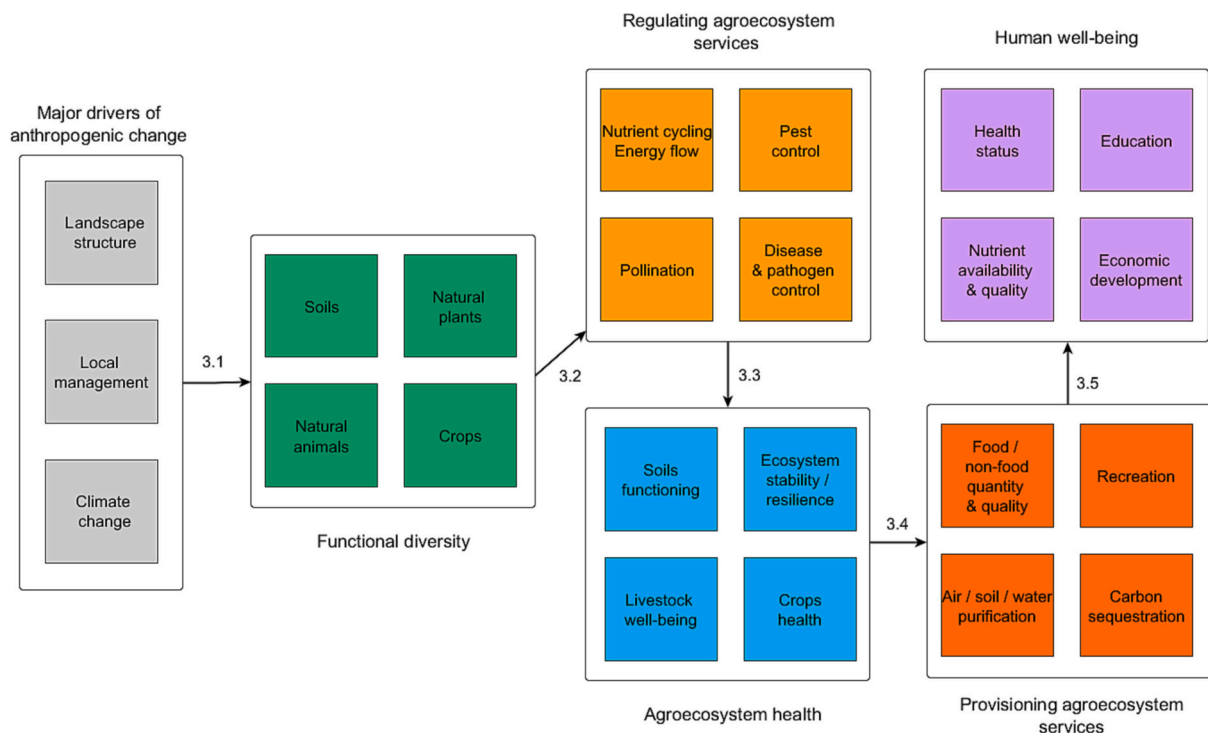 Major drivers of
anthropogenic change
Landscape
structure
Local
management
Climate
change
3.1
Soils
Natural
plants
Natural
animals
Crops
Functional diversity
3.2
Regulating agroecosystem
services
Nutrient cycling
Energy flow
Pest
control
Pollination
Disease
& pathogen
control
3.3
Soils
functioning
Ecosystem
stability /
resilience
Livestock
well-being
Crops
health
Agroecosystem health
3.4
Food /
non-food
quantity
& quality
Recreation
Air / soil / water
purification
Carbon
sequestration
Provisioning agroecosystem
services
3.5
Human well-being
Health
status
Education
Nutrient
availability
& quality
Economic
development